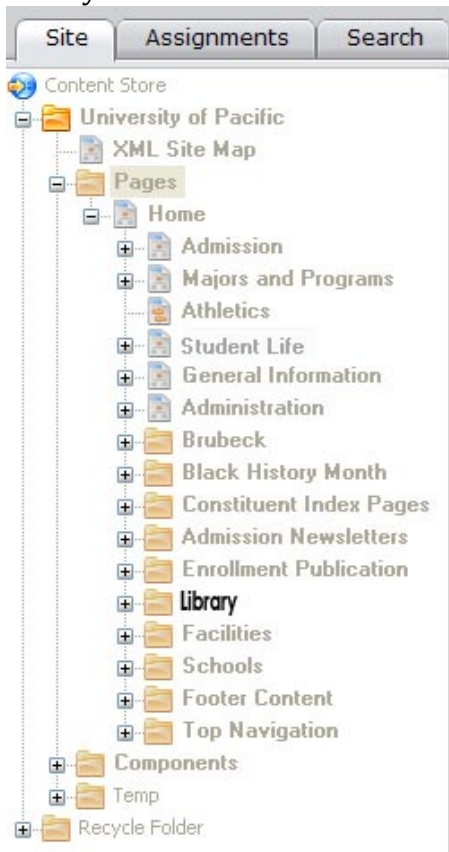 Site Assignments Search
Content Store
University of Pacific
XML Site Map
Pages
Home
Admission
Majors and Programs
Athletics
Student Life
General Information
Administration
Brubeck
Black History Month
Constituent Index Pages
Admission Newsletters
Enrollment Publication
Library
Facilities
Schools
Footer Content
Top Navigation
Components
Temp
Recycle Folder